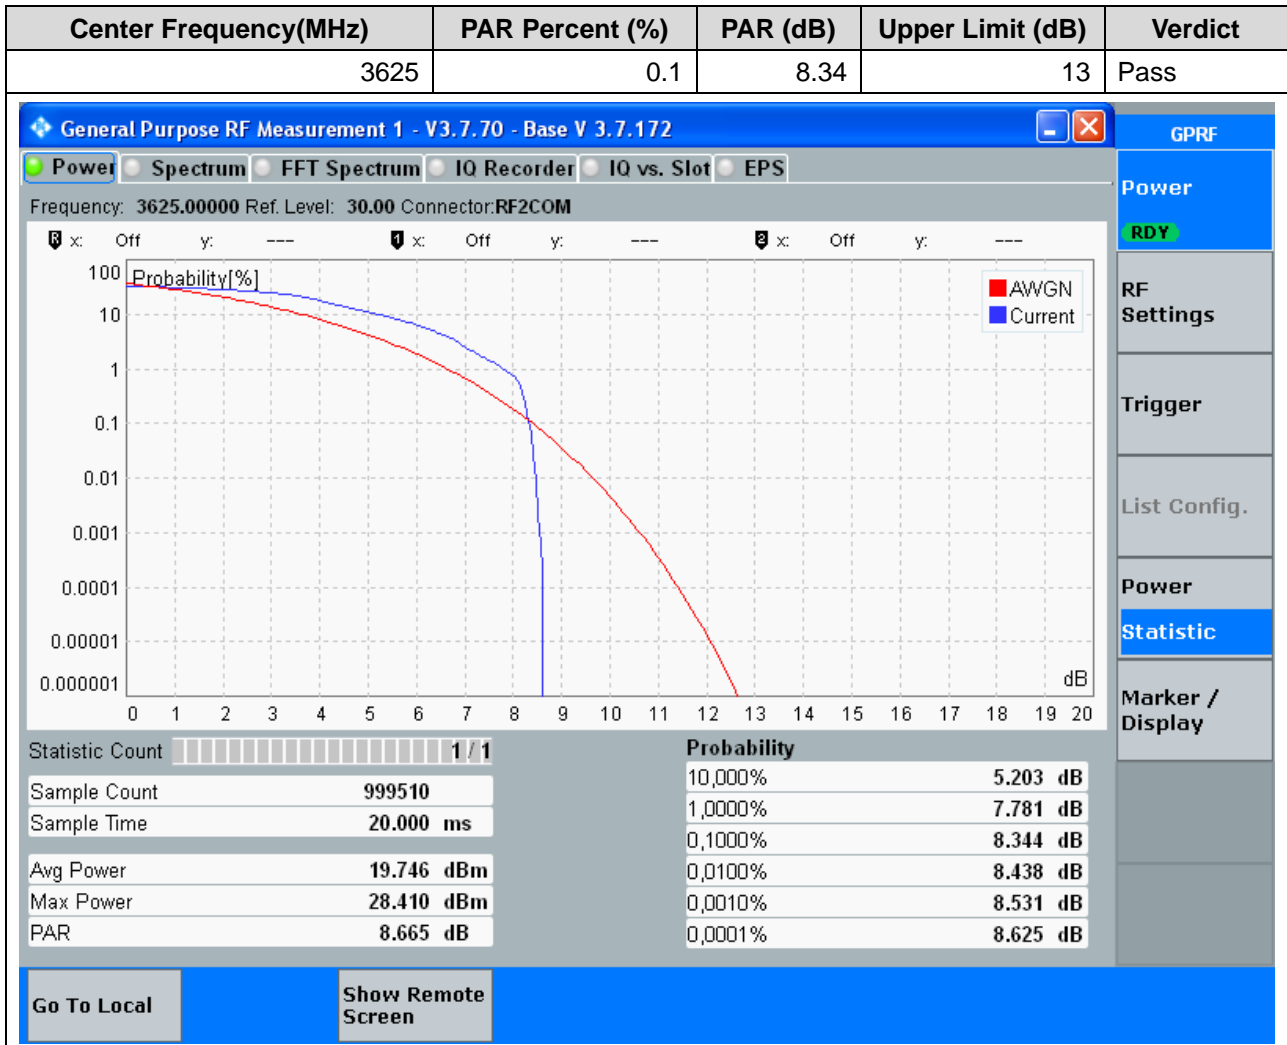 Center Frequency(MHz) PAR Percent (%) PAR (dB) Upper Limit (dB) Verdict
3625 0.1 8.34 13 Pass
General Purpose RF Measurement 1 - V3.7.70 - Base V 3.7.172
GPRF
Power Spectrum FFT Spectrum IQ Recorder IQ vs. Slot EPS
Power
RDY
Frequency: 3625.00000 Ref. Level: 30.00 Connector:RF2COM
R x: Off y: --- 1 x: Off y: --- 2 x: Off y: ---
Probability[%]
AWGN
Current
100
10
1
0.1
0.01
0.001
0.0001
0.00001
0.000001
dB
0 1 2 3 4 5 6 7 8 9 10 11 12 13 14 15 16 17 18 19 20
RF
Settings
Trigger
List Config.
Power
Statistic
Marker /
Display
Statistic Count 1 / 1
Sample Count 999510
Sample Time 20.000 ms
Avg Power 19.746 dBm
Max Power 28.410 dBm
PAR 8.665 dB
Probability
10,000% 5.203 dB
1,0000% 7.781 dB
0,1000% 8.344 dB
0,0100% 8.438 dB
0,0010% 8.531 dB
0,0001% 8.625 dB
Go To Local
Show Remote
Screen